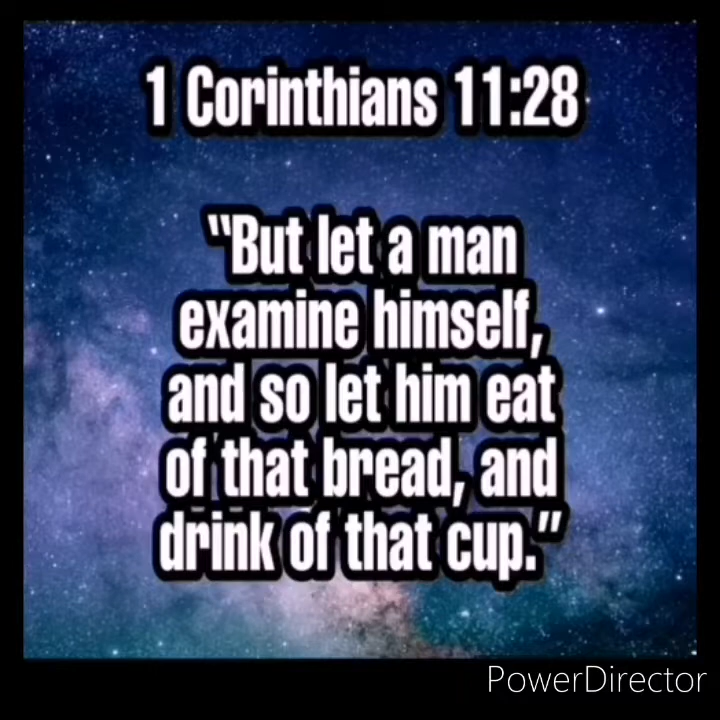 1 Corinthians 11:28
"But let a man
examine himself,
and so let him eat
of that bread, and
drink of that cup."
PowerDirector